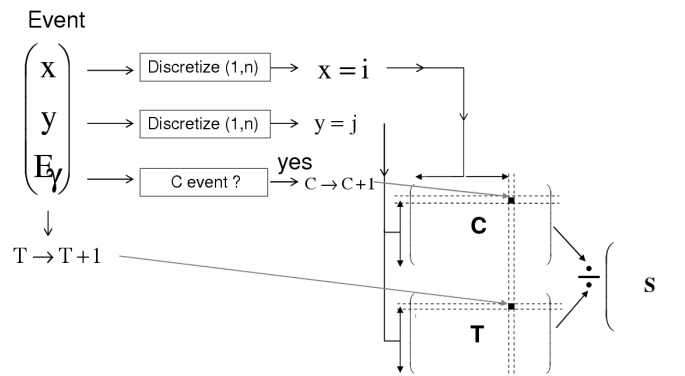 Event
x
Discretize (1,n)
x = i
y
Discretize (1,n)
y = j
Eγ
C event ?
yes
C → C+1
T → T+1
C
÷
s
T